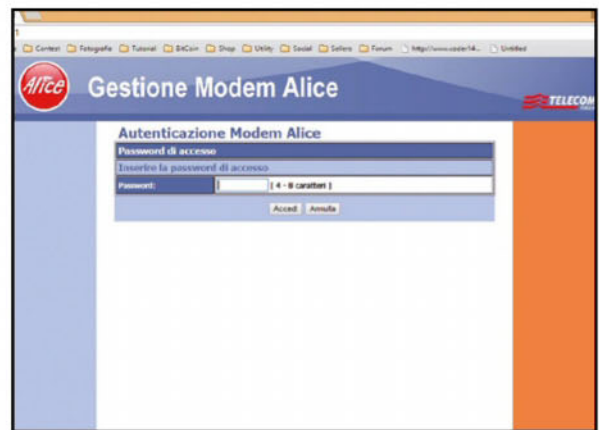 1
Contest Fotografie Tutorial BitCoin Shop Utility Social Sellers Forum Untitled
Alice
Gestione Modem Alice
TELECOM
Autenticazione Modem Alice
Password di accesso
Inserire la password di accesso
Password: ( 4 - 8 caratteri )
Accedi Annulla